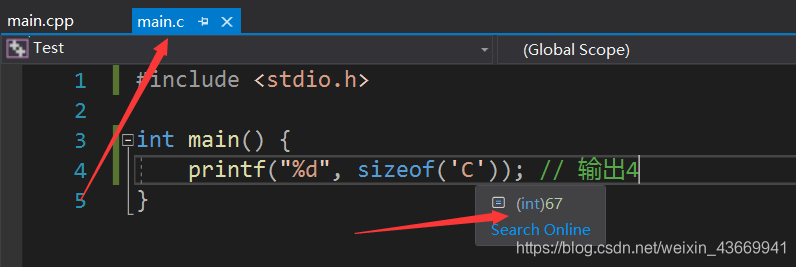 main.cpp main.c
Test (Global Scope)
1 #include <stdio.h>
2
3 int main() {
4 printf("%d", sizeof('C')); // 输出4
5 }
(int)67
Search Online
https://blog.csdn.net/weixin_43669941